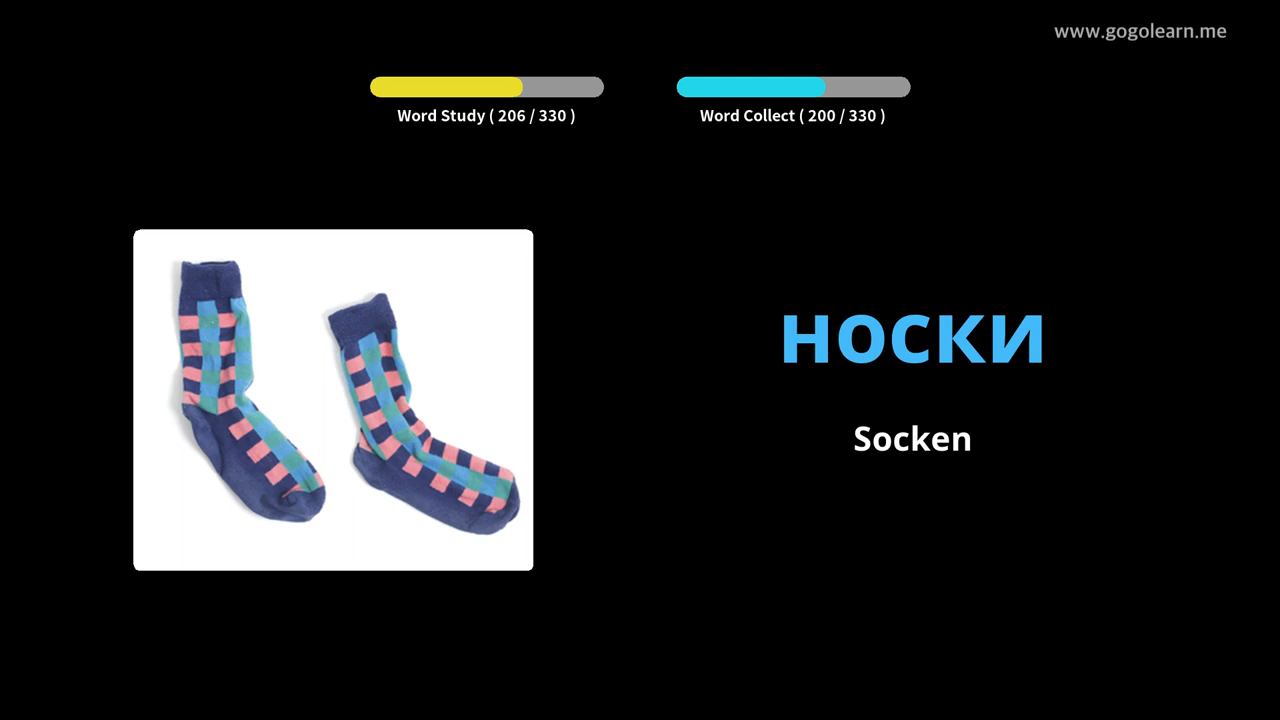 www.gogolearn.me
Word Study ( 206 / 330 )
Word Collect ( 200 / 330 )
носки
Socken